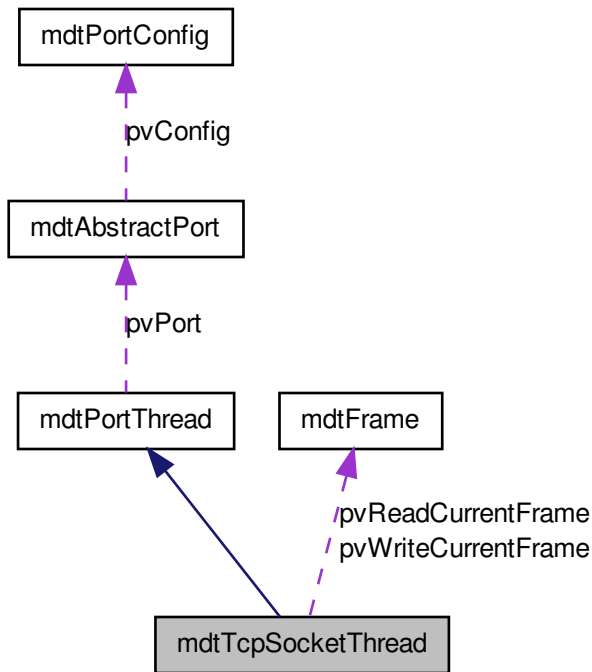 mdtPortConfig
pvConfig
mdtAbstractPort
pvPort
mdtPortThread
mdtFrame
pvReadCurrentFrame
pvWriteCurrentFrame
mdtTcpSocketThread